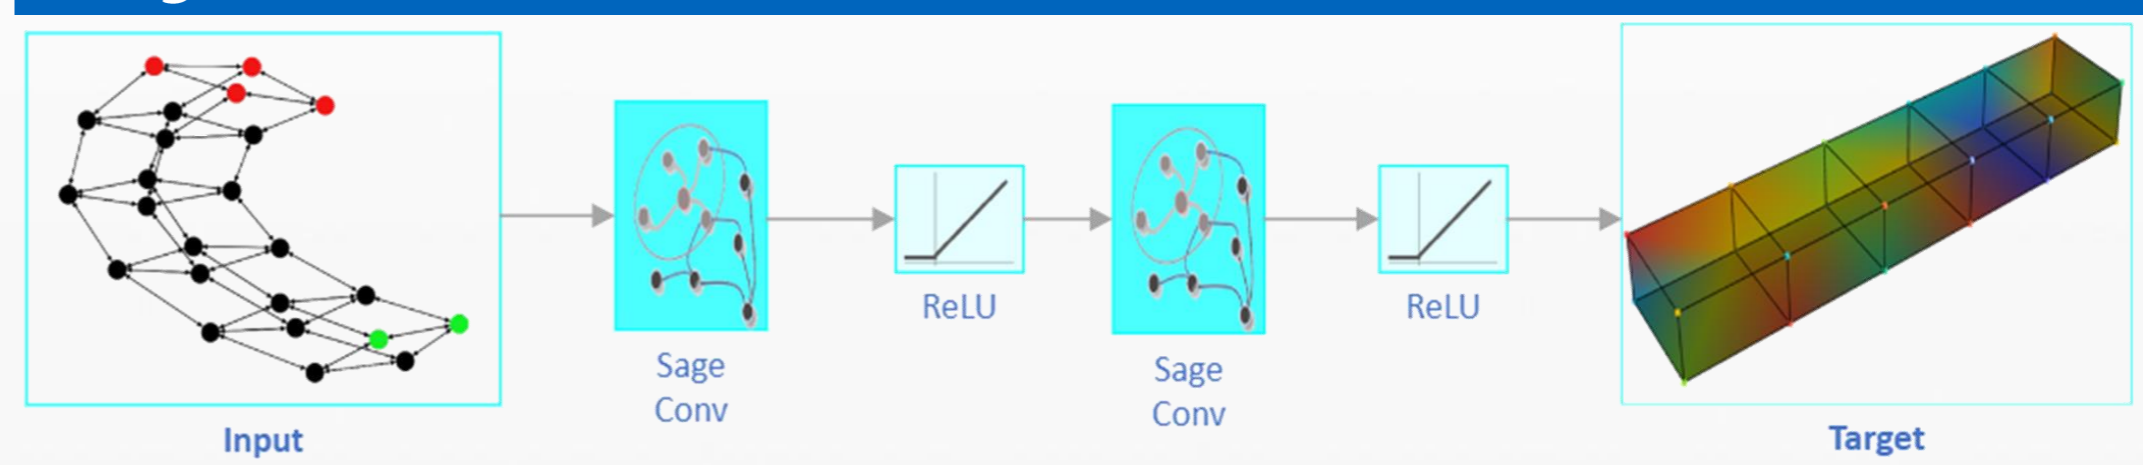 Input
Sage
Conv
ReLU
Sage
Conv
ReLU
Target